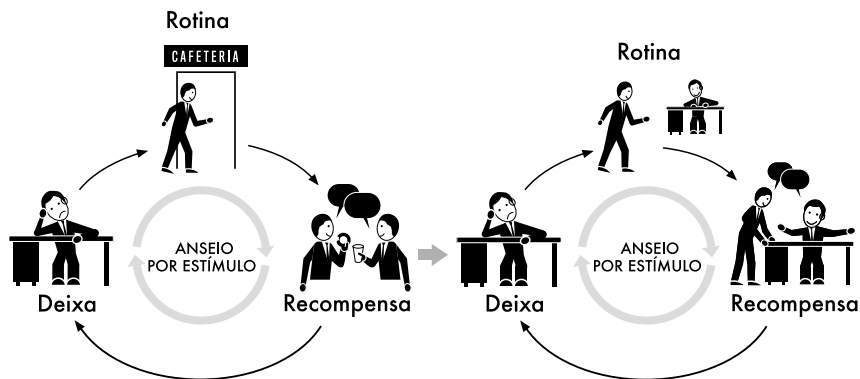 Rotina
CAFETERIA
ANSEIO
POR ESTÍMULO
Deixa
Recompensa
Rotina
ANSEIO
POR ESTÍMULO
Deixa
Recompensa